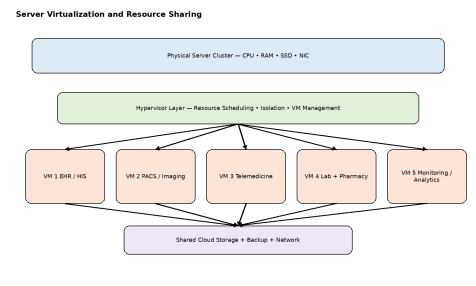 Server Virtualization and Resource Sharing
Physical Server Cluster — CPU • RAM • SSD • NIC
Hypervisor Layer — Resource Scheduling • Isolation • VM Management
VM 1 EHR / HIS
VM 2 PACS / Imaging
VM 3 Telemedicine
VM 4 Lab + Pharmacy
VM 5 Monitoring /
Analytics
Shared Cloud Storage + Backup + Network